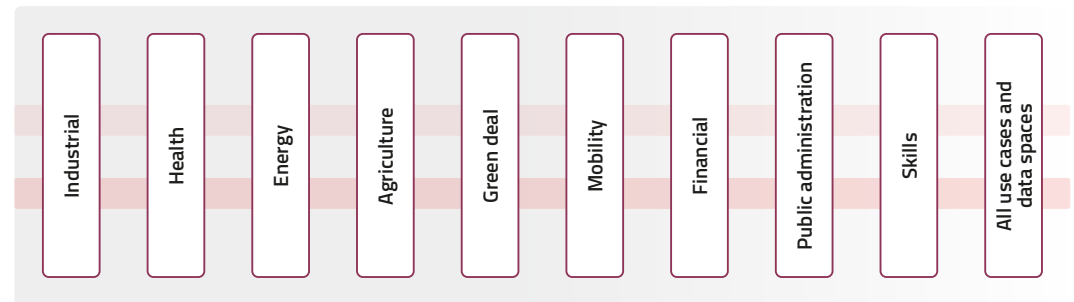 Industrial
Health
Energy
Agriculture
Green deal
Mobility
Financial
Public administration
Skills
All use cases and
data spaces